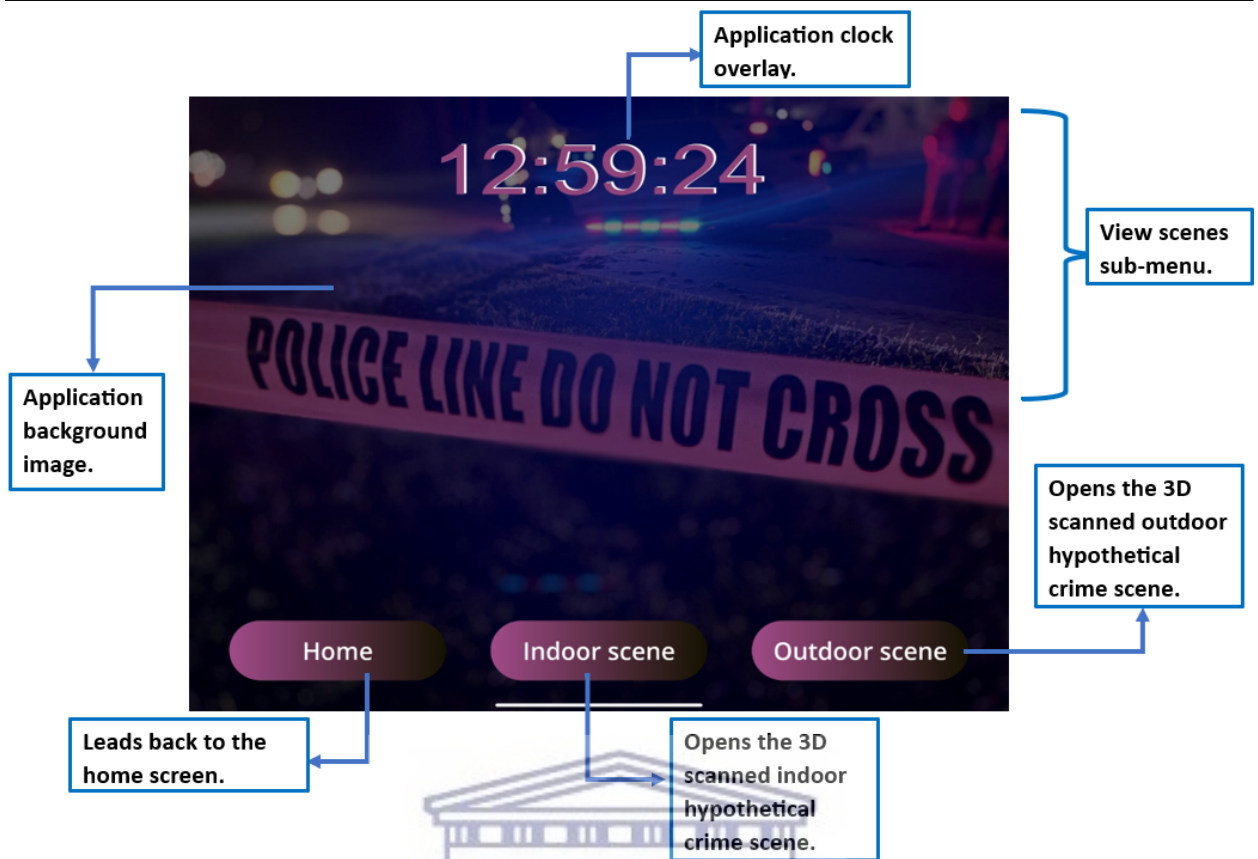 Application clock
overlay.
12:59:24
View scenes
sub-menu.
Application
background
image.
POLICE LINE DO NOT CROSS
Opens the 3D
scanned outdoor
hypothetical
crime scene.
Home
Indoor scene
Outdoor scene
Leads back to the
home screen.
Opens the 3D
scanned indoor
hypothetical
crime scene.